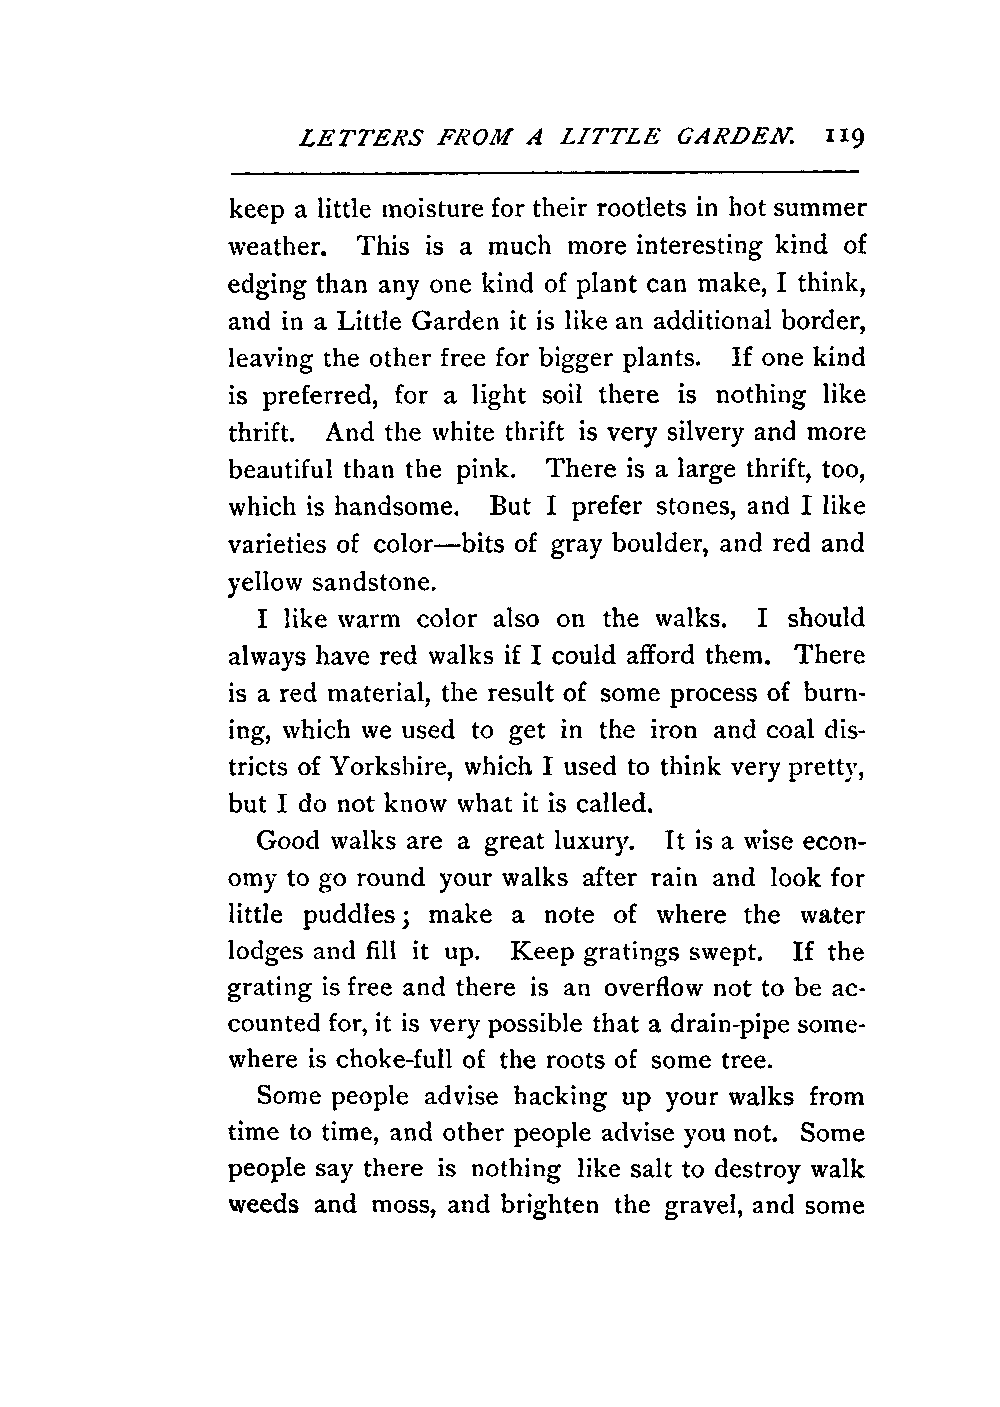 LETTERS FROM A LITTLE GARDEN. 119
keep a little moisture for their rootlets in hot summer
weather. This is a much more interesting kind of
edging than any one kind of plant can make, I think,
and in a Little Garden it is like an additional border,
leaving the other free for bigger plants. If one kind
is preferred, for a light soil there is nothing like
thrift. And the white thrift is very silvery and more
beautiful than the pink. There is a large thrift, too,
which is handsome. But I prefer stones, and I like
varieties of color—bits of gray boulder, and red and
yellow sandstone.
I like warm color also on the walks. I should
always have red walks if I could afford them. There
is a red material, the result of some process of burn-
ing, which we used to get in the iron and coal dis-
tricts of Yorkshire, which I used to think very pretty,
but I do not know what it is called.
Good walks are a great luxury. It is a wise econ-
omy to go round your walks after rain and look for
little puddles; make a note of where the water
lodges and fill it up. Keep gratings swept. If the
grating is free and there is an overflow not to be ac-
counted for, it is very possible that a drain-pipe some-
where is choke-full of the roots of some tree.
Some people advise hacking up your walks from
time to time, and other people advise you not. Some
people say there is nothing like salt to destroy walk
weeds and moss, and brighten the gravel, and some